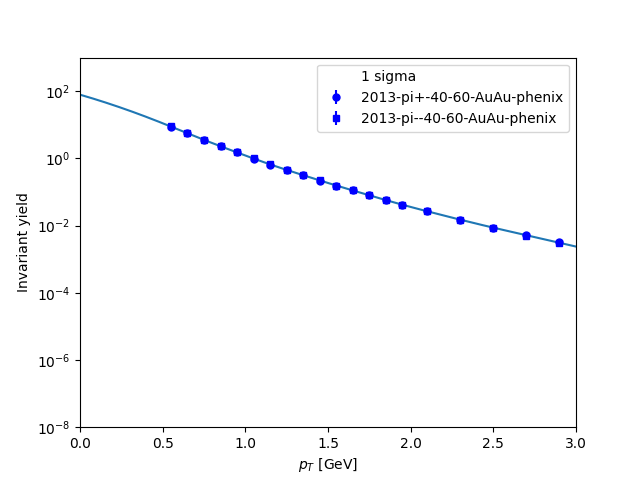 1 sigma
2013-pi+-40-60-AuAu-phenix
2013-pi--40-60-AuAu-phenix
Invariant yield
10²
10⁰
10⁻²
10⁻⁴
10⁻⁶
10⁻⁸
0.0 0.5 1.0 1.5 2.0 2.5 3.0
p_T [GeV]